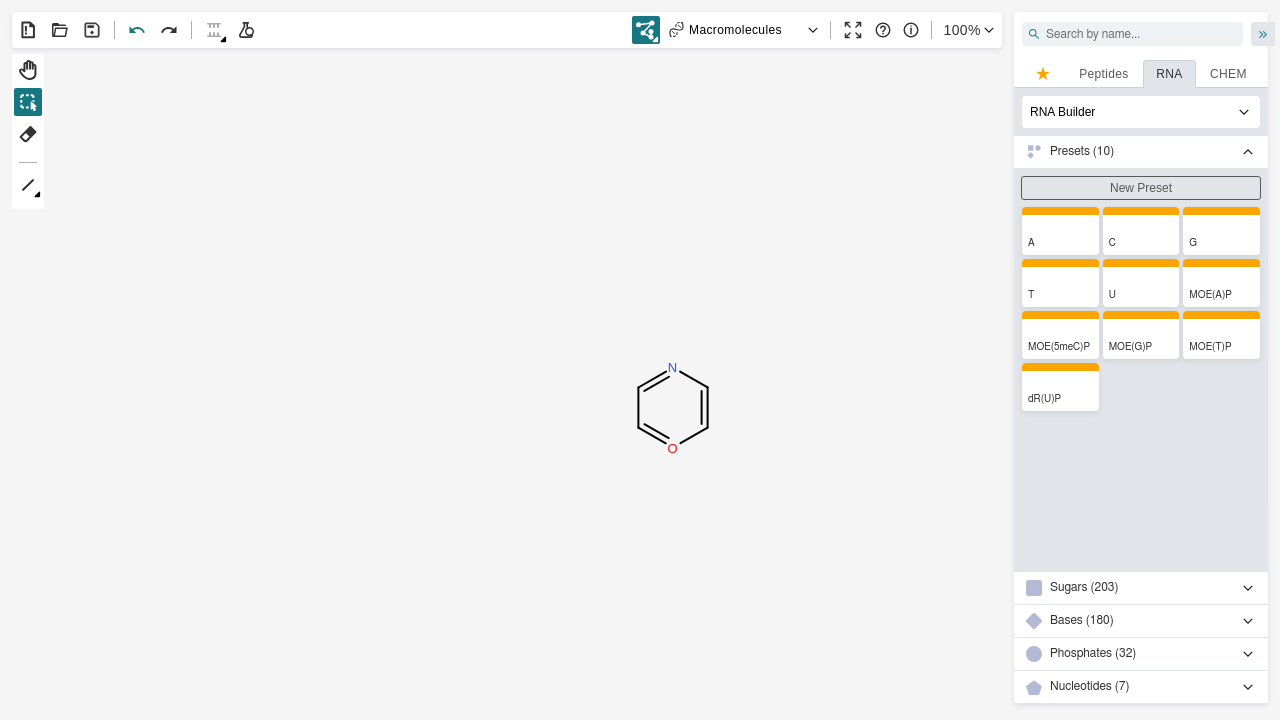 Macromolecules
100%
Search by name...
Peptides
RNA
CHEM
RNA Builder
Presets (10)
New Preset
A
C
G
T
U
MOE(A)P
MOE(5meC)P
MOE(G)P
MOE(T)P
dR(U)P
N
O
Sugars (203)
Bases (180)
Phosphates (32)
Nucleotides (7)